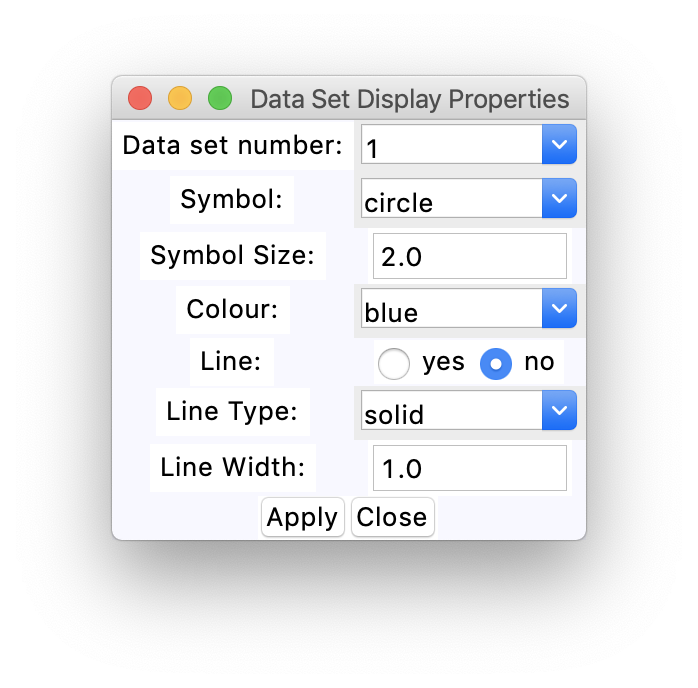 Data Set Display Properties
Data set number: 1
Symbol: circle
Symbol Size: 2.0
Colour: blue
Line: yes no
Line Type: solid
Line Width: 1.0
Apply Close